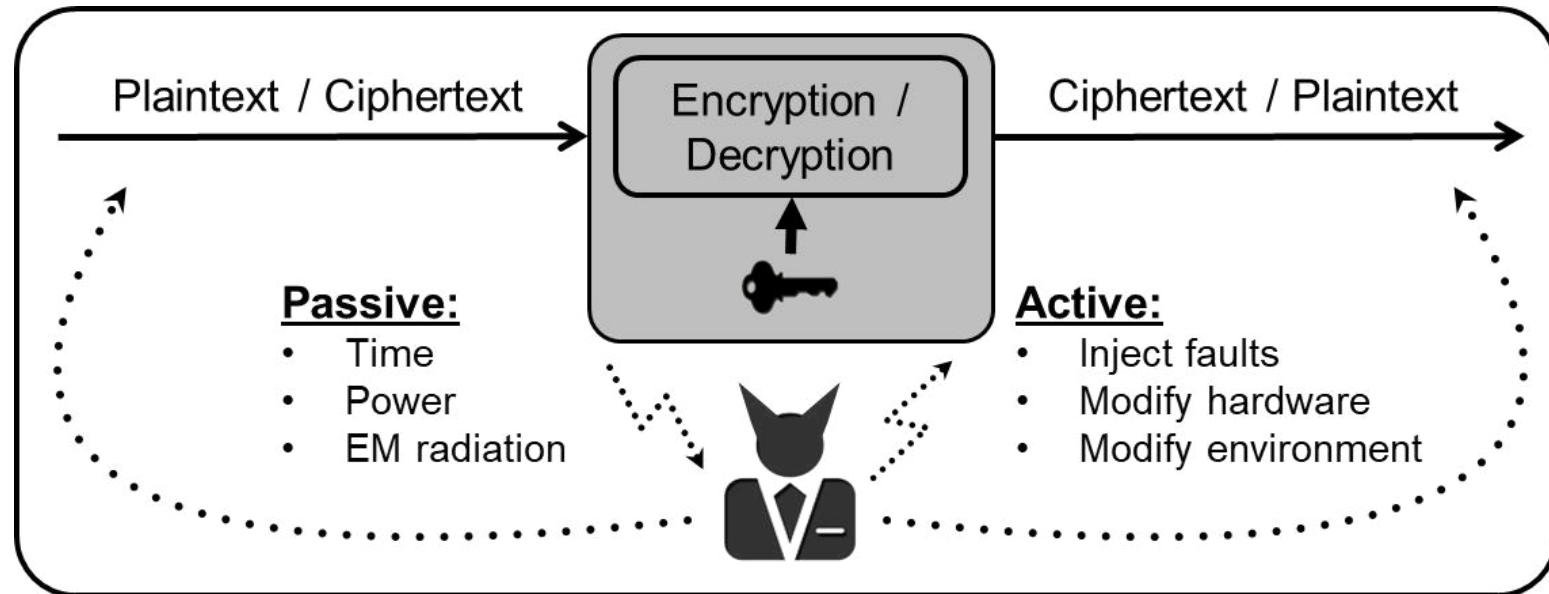 Plaintext / Ciphertext
Encryption /
Decryption
Ciphertext / Plaintext
Passive:
• Time
• Power
• EM radiation
Active:
• Inject faults
• Modify hardware
• Modify environment